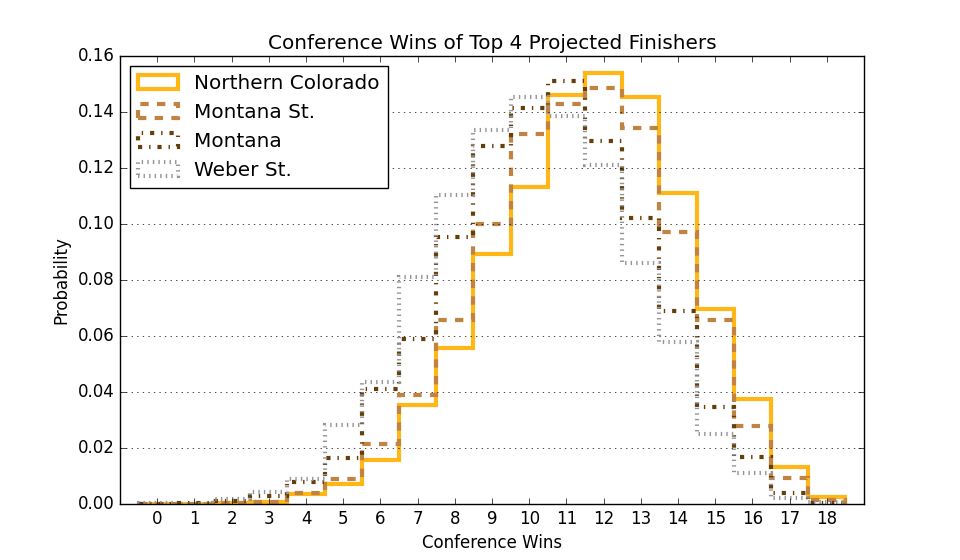 Conference Wins of Top 4 Projected Finishers
0.16
0.14
0.12
0.10
0.08
0.06
0.04
0.02
0.00
Probability
Northern Colorado
Montana St.
Montana
Weber St.
0 1 2 3 4 5 6 7 8 9 10 11 12 13 14 15 16 17 18
Conference Wins